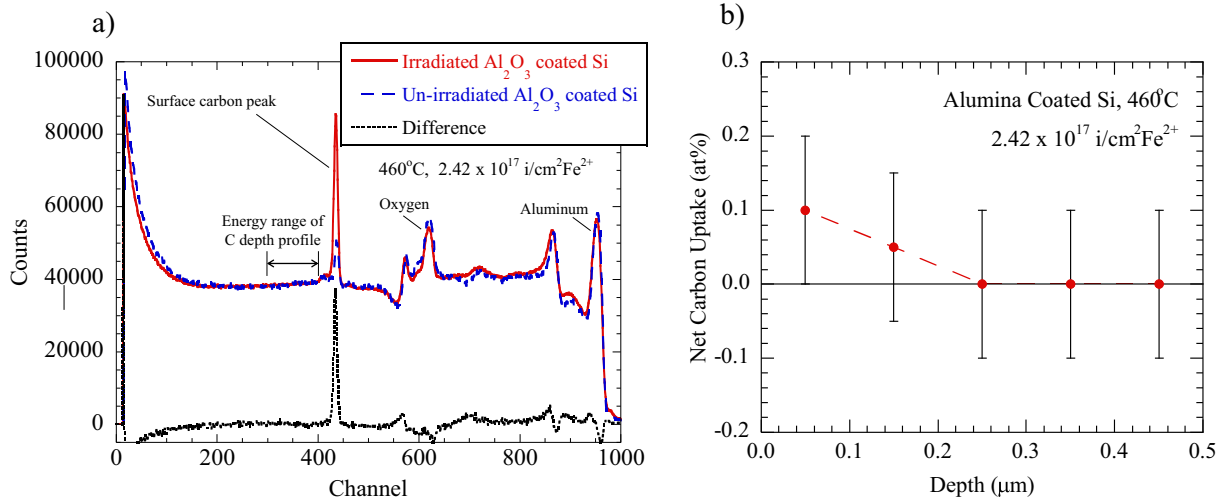 a)
Irradiated Al2O3 coated Si
Un-irradiated Al2O3 coated Si
Difference
460°C, 2.42 x 10^17 i/cm^2Fe^2+
Surface carbon peak
Energy range of
C depth profile
Oxygen
Aluminum
Counts
100000
80000
60000
40000
20000
0
0
200
400
600
800
1000
Channel
b)
Alumina Coated Si, 460°C
2.42 x 10^17 i/cm^2Fe^2+
Net Carbon Uptake (at%)
0.3
0.2
0.1
0.0
-0.1
-0.2
0.0
0.1
0.2
0.3
0.4
0.5
Depth (μm)